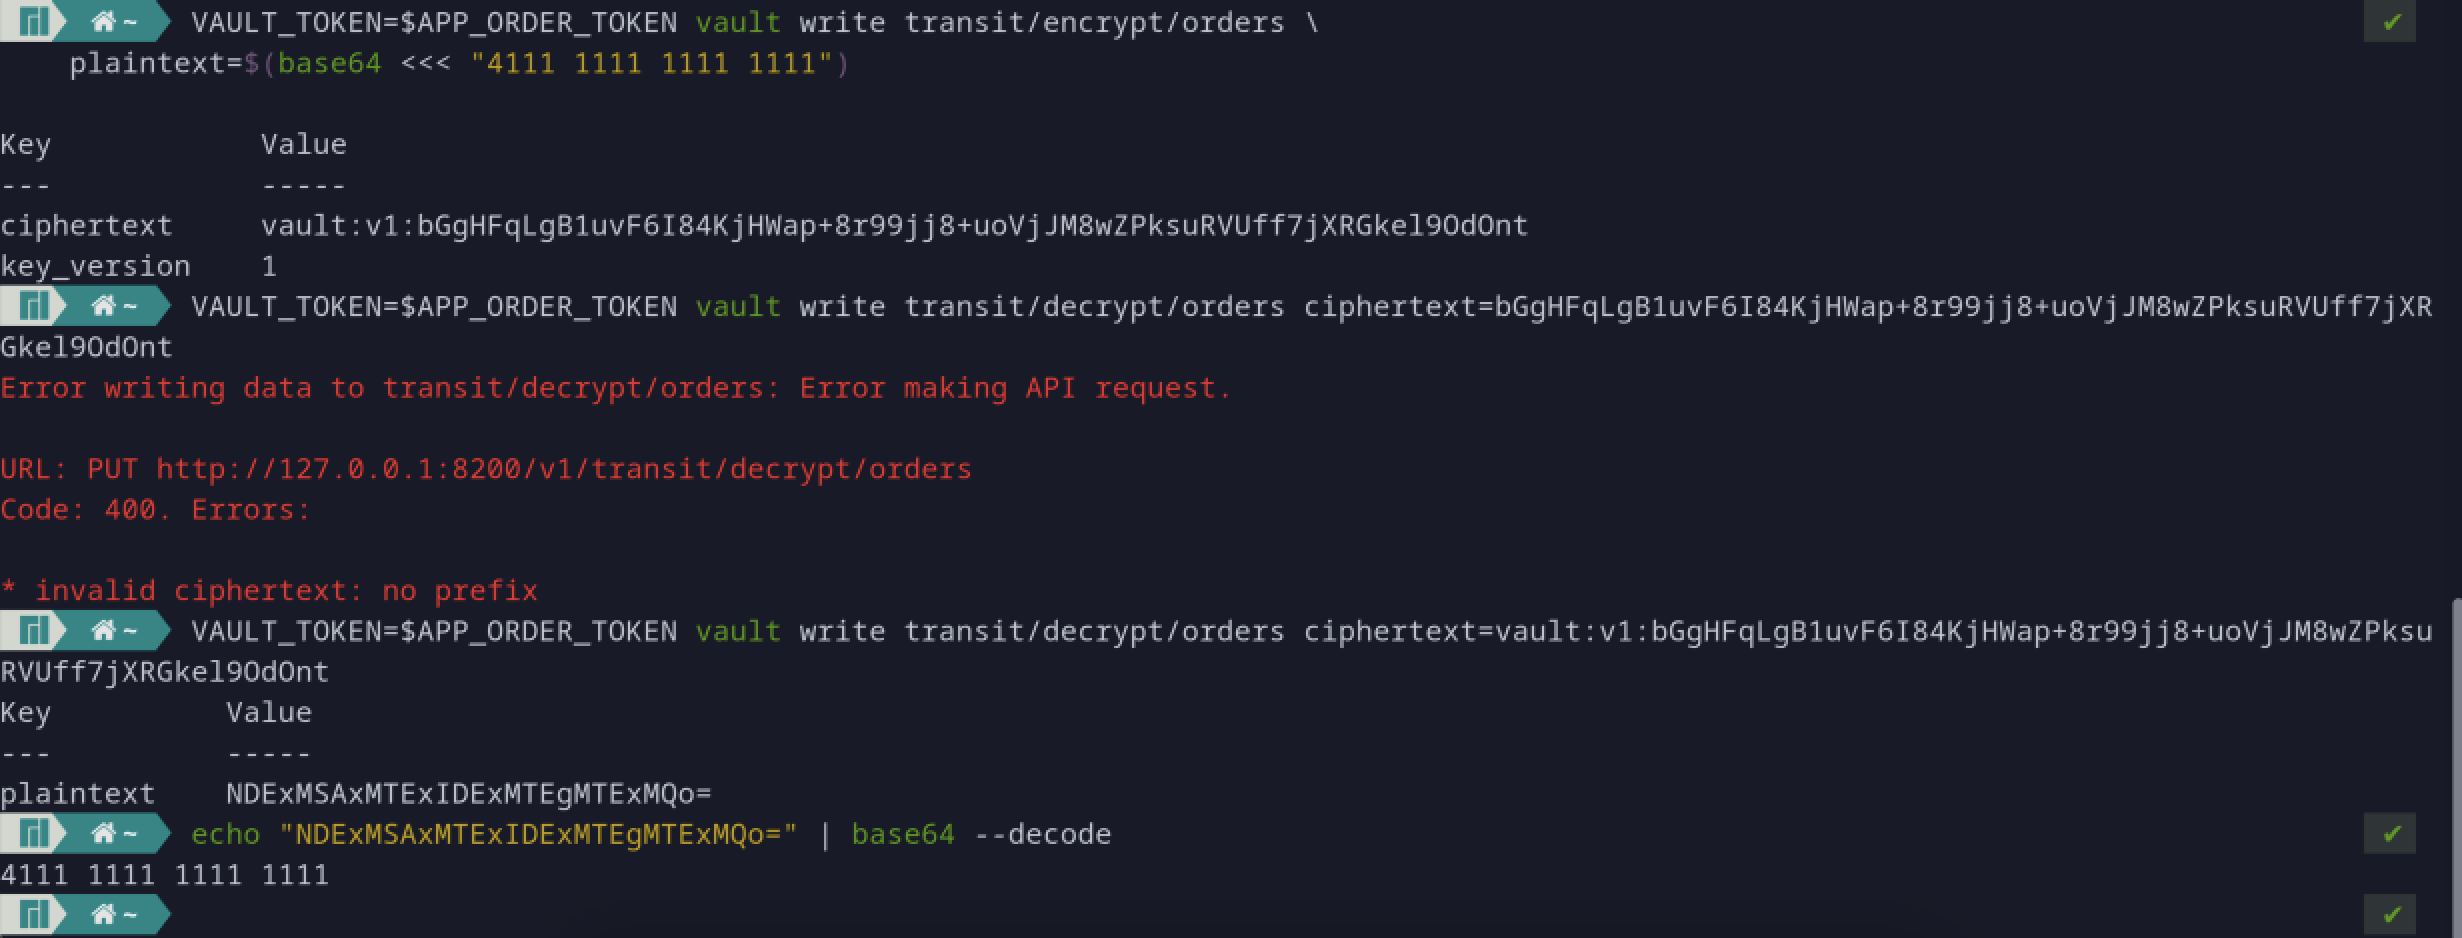 ~ VAULT_TOKEN=$APP_ORDER_TOKEN vault write transit/encrypt/orders \
plaintext=$(base64 <<< "4111 1111 1111 1111")
Key Value
--- -----
ciphertext vault:v1:bGgHFqLgB1uvF6I84KjHWap+8r99jj8+uoVjJM8wZPksuRVUff7jXRGkel9OdOnt
key_version 1
~ VAULT_TOKEN=$APP_ORDER_TOKEN vault write transit/decrypt/orders ciphertext=bGgHFqLgB1uvF6I84KjHWap+8r99jj8+uoVjJM8wZPksuRVUff7jXR
Gkel9OdOnt
Error writing data to transit/decrypt/orders: Error making API request.
URL: PUT http://127.0.0.1:8200/v1/transit/decrypt/orders
Code: 400. Errors:
* invalid ciphertext: no prefix
~ VAULT_TOKEN=$APP_ORDER_TOKEN vault write transit/decrypt/orders ciphertext=vault:v1:bGgHFqLgB1uvF6I84KjHWap+8r99jj8+uoVjJM8wZPksu
RVUff7jXRGkel9OdOnt
Key Value
--- -----
plaintext NDExMSAxMTExIDExMTEgMTExMQo=
~ echo "NDExMSAxMTExIDExMTEgMTExMQo=" | base64 --decode
4111 1111 1111 1111
~